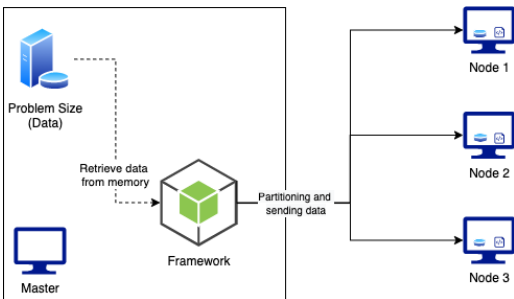 Problem Size
(Data)
Retrieve data
from memory
Framework
Master
Partitioning and
sending data
Node 1
Node 2
Node 3